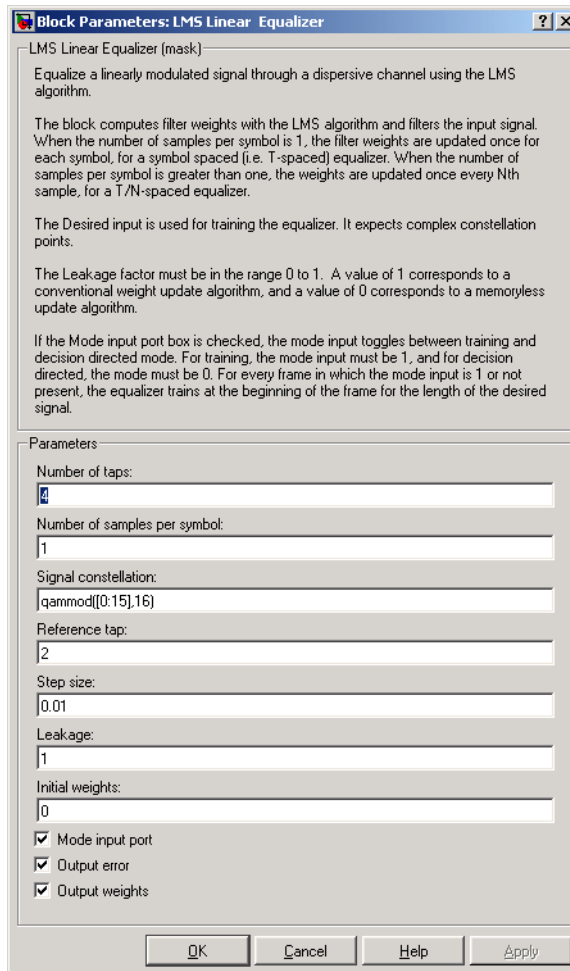 Block Parameters: LMS Linear  Equalizer
LMS Linear Equalizer (mask)
Equalize a linearly modulated signal through a dispersive channel using the LMS
algorithm.
The block computes filter weights with the LMS algorithm and filters the input signal.
When the number of samples per symbol is 1, the filter weights are updated once for
each symbol, for a symbol spaced (i.e. T-spaced) equalizer. When the number of
samples per symbol is greater than one, the weights are updated once every Nth
sample, for a T/N-spaced equalizer.
The Desired input is used for training the equalizer. It expects complex constellation
points.
The Leakage factor must be in the range 0 to 1.  A value of 1 corresponds to a
conventional weight update algorithm, and a value of 0 corresponds to a memoryless
update algorithm.
If the Mode input port box is checked, the mode input toggles between training and
decision directed mode. For training, the mode input must be 1, and for decision
directed, the mode must be 0. For every frame in which the mode input is 1 or not
present, the equalizer trains at the beginning of the frame for the length of the desired
signal.
Parameters
Number of taps:
4
Number of samples per symbol:
1
Signal constellation:
qammod([0:15],16)
Reference tap:
2
Step size:
0.01
Leakage:
1
Initial weights:
0
Mode input port
Output error
Output weights
OK Cancel Help Apply